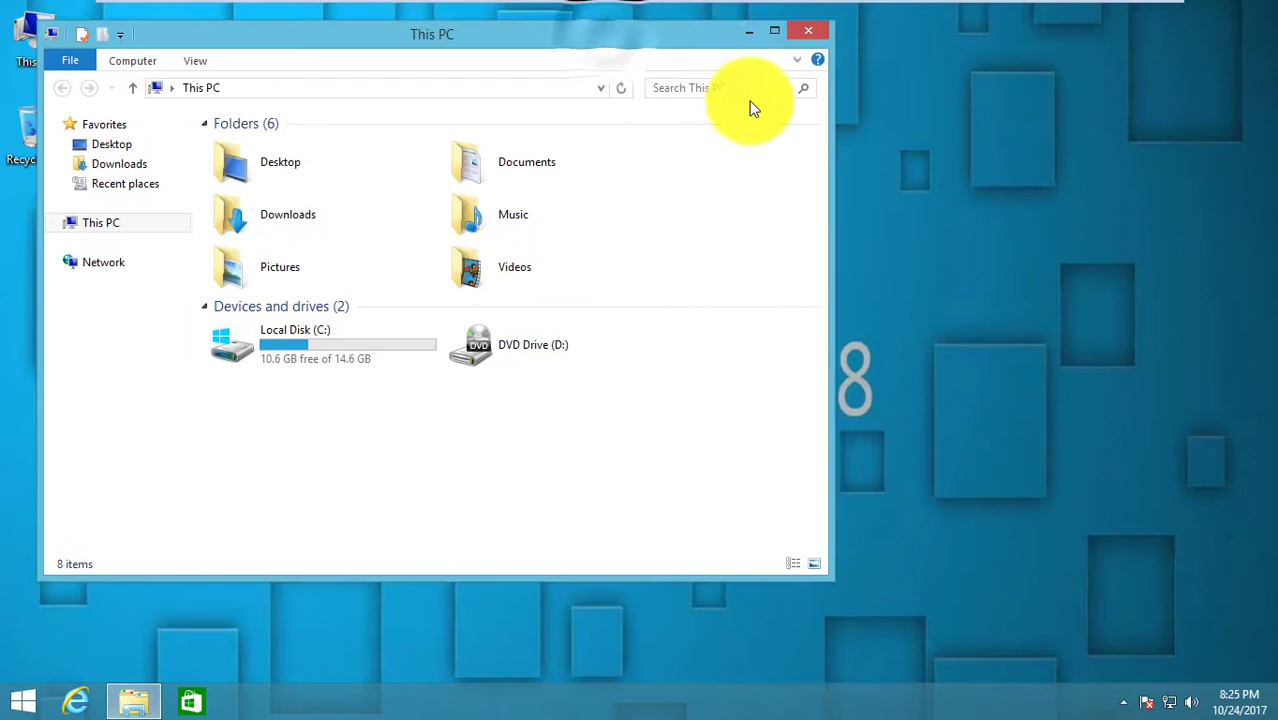 This PC
File
Computer
View
This PC
Search This PC
Favorites
Desktop
Downloads
Recent places
This PC
Network
Folders (6)
Desktop
Documents
Downloads
Music
Pictures
Videos
Devices and drives (2)
Local Disk (C:)
10.6 GB free of 14.6 GB
DVD
DVD Drive (D:)
8 items
8
8:25 PM
10/24/2017